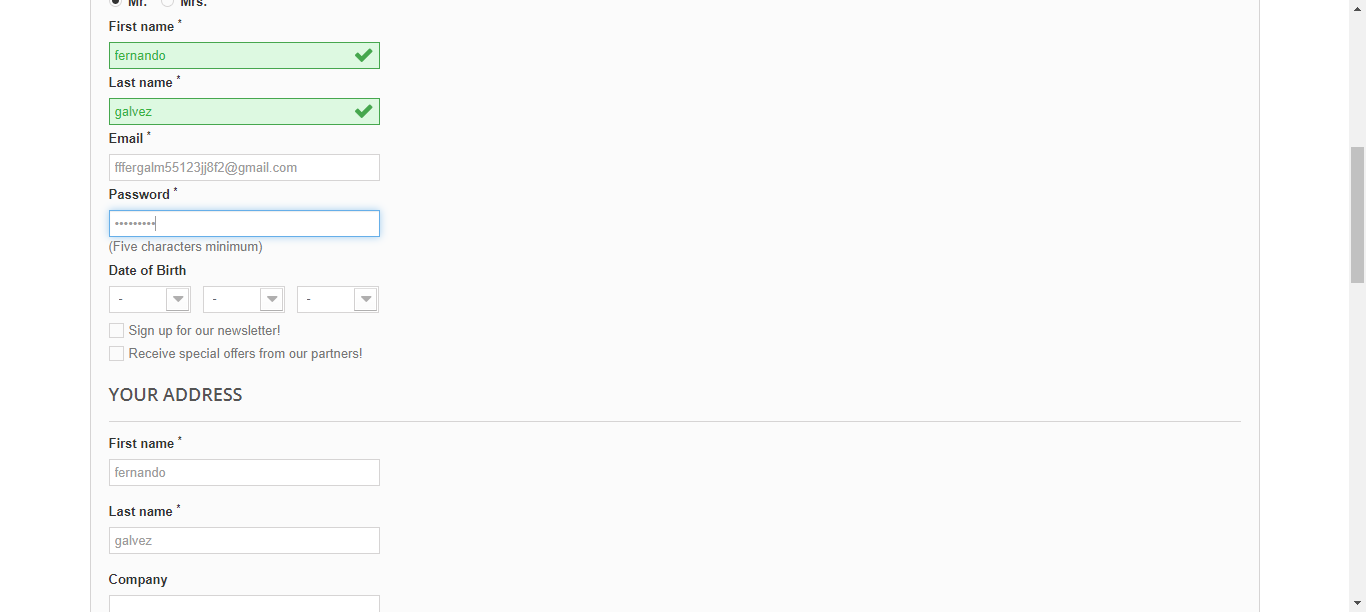 Mr. Mrs.
First name *
fernando
Last name *
galvez
Email *
fffergalm55123jj8f2@gmail.com
Password *
•••••••••
(Five characters minimum)
Date of Birth
- - -
Sign up for our newsletter!
Receive special offers from our partners!
YOUR ADDRESS
First name *
fernando
Last name *
galvez
Company